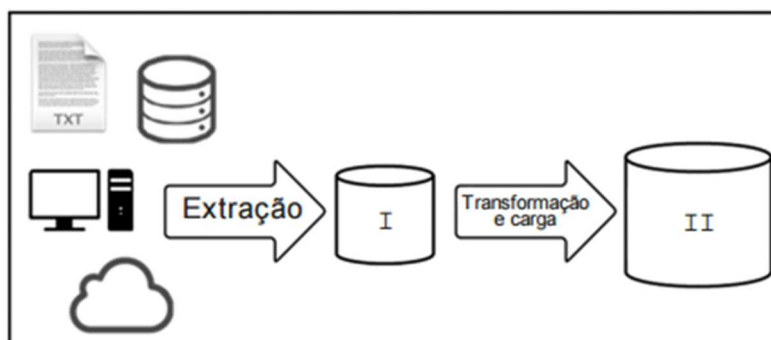 TXT
Extração
I
Transformação
e carga
II